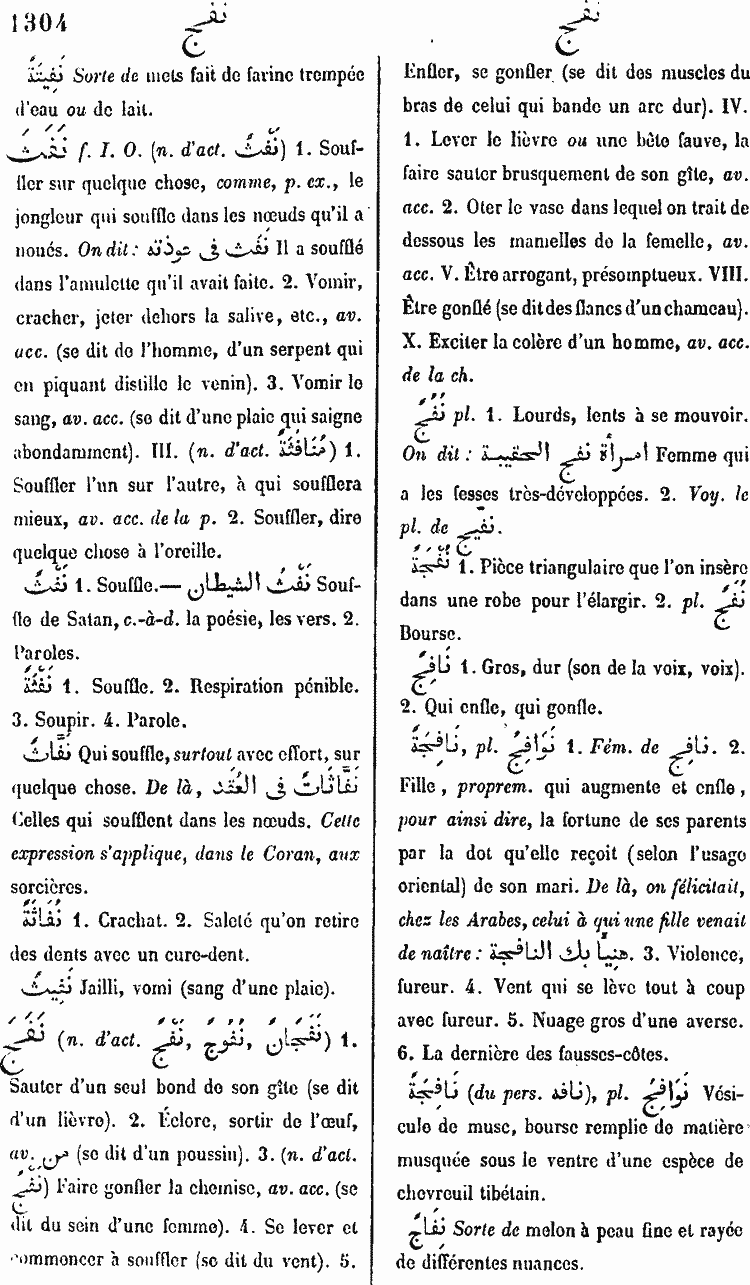 1304
نفج
نفج
نَفِيتَةٌ Sorte de mets fait de farine trempée
d'eau ou de lait.
نَفَثَ f. I. O. (n. d'act. نَفْثٌ) 1. Souf-
fler sur quelque chose, comme, p. ex., le
jongleur qui souffle dans les nœuds qu'il a
noués. On dit : نَفَث فى عوذته Il a soufflé
dans l'amulette qu'il avait faite. 2. Vomir,
cracher, jeter dehors la salive, etc., av.
acc. (se dit de l'homme, d'un serpent qui
en piquant distille le venin). 3. Vomir le
sang, av. acc. (se dit d'une plaie qui saigne
abondamment). III. (n. d'act. مُنَافَثَةٌ) 1.
Souffler l'un sur l'autre, à qui soufflera
mieux, av. acc. de la p. 2. Souffler, dire
quelque chose à l'oreille.
نَفْثٌ 1. Souffle.— نَفْثُ الشيطان Souf-
fle de Satan, c.-à-d. la poésie, les vers. 2.
Paroles.
نَفْثَةٌ 1. Souffle. 2. Respiration pénible.
3. Soupir. 4. Parole.
نَفَّاثٌ Qui souffle, surtout avec effort, sur
quelque chose. De là, نَفَّاثَاتٌ فى العُقَد
Celles qui soufflent dans les nœuds. Cette
expression s'applique, dans le Coran, aux
sorcières.
نُفَاثَةٌ 1. Crachat. 2. Saleté qu'on retire
des dents avec un cure-dent.
نَفِيثٌ Jailli, vomi (sang d'une plaie).
نَفَجَ (n. d'act. نَفْجٌ, نُفُوجٌ, نَفَجَانٌ) 1.
Sauter d'un seul bond de son gîte (se dit
d'un lièvre). 2. Éclore, sortir de l'œuf,
av. من (se dit d'un poussin). 3. (n. d'act.
نَفْجٌ) Faire gonfler la chemise, av. acc. (se
dit du sein d'une femme). 4. Se lever et
commencer à souffler (se dit du vent). 5.
Enfler, se gonfler (se dit des muscles du
bras de celui qui bande un arc dur). IV.
1. Lever le lièvre ou une bête fauve, la
faire sauter brusquement de son gîte, av.
acc. 2. Oter le vase dans lequel on trait de
dessous les mamelles de la femelle, av.
acc. V. Être arrogant, présomptueux. VIII.
Être gonflé (se dit des flancs d'un chameau).
X. Exciter la colère d'un homme, av. acc.
de la ch.
نُفُجٌ pl. 1. Lourds, lents à se mouvoir.
On dit : امرأة نفج الحقيبة Femme qui
a les fesses très-développées. 2. Voy. le
pl. de نفيج.
نُفْجَةٌ 1. Pièce triangulaire que l'on insère
dans une robe pour l'élargir. 2. pl. نُفَجٌ
Bourse.
نَافِجٌ 1. Gros, dur (son de la voix, voix).
2. Qui enfle, qui gonfle.
نَافِجَةٌ, pl. نَوَافِجُ 1. Fém. de نافج. 2.
Fille, proprem. qui augmente et enfle,
pour ainsi dire, la fortune de ses parents
par la dot qu'elle reçoit (selon l'usage
oriental) de son mari. De là, on félicitait,
chez les Arabes, celui à qui une fille venait
de naître : هنيئًا بك النافجة. 3. Violence,
fureur. 4. Vent qui se lève tout à coup
avec fureur. 5. Nuage gros d'une averse.
6. La dernière des fausses-côtes.
نَافِجَةٌ (du pers. نافه), pl. نَوَافِجُ Vési-
cule de musc, bourse remplie de matière
musquée sous le ventre d'une espèce de
chevreuil tibétain.
نفاج Sorte de melon à peau fine et rayée
de différentes nuances.